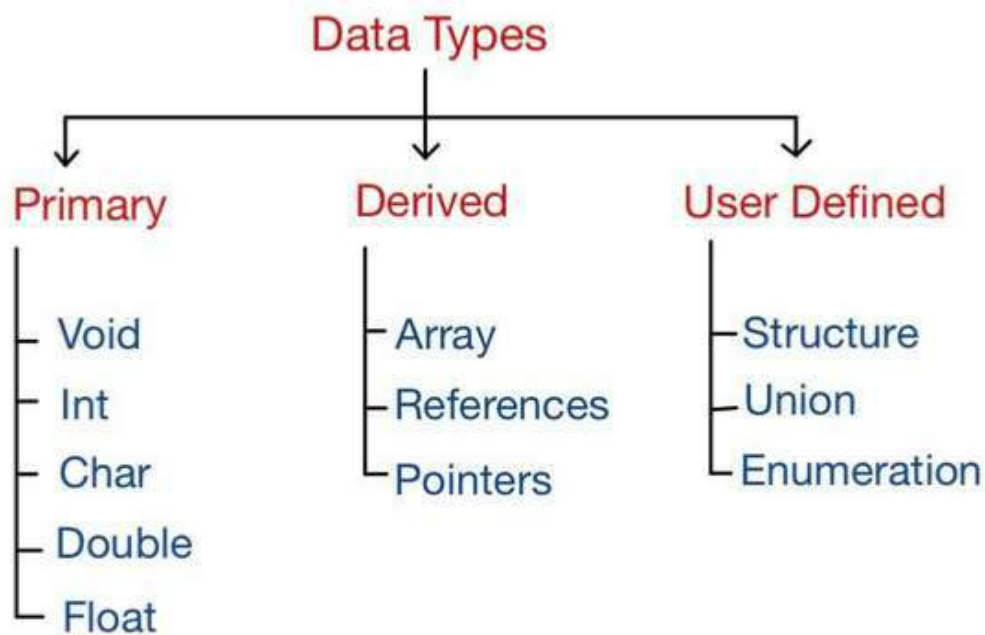 Data Types
Primary
Void
Int
Char
Double
Float
Derived
Array
References
Pointers
User Defined
Structure
Union
Enumeration